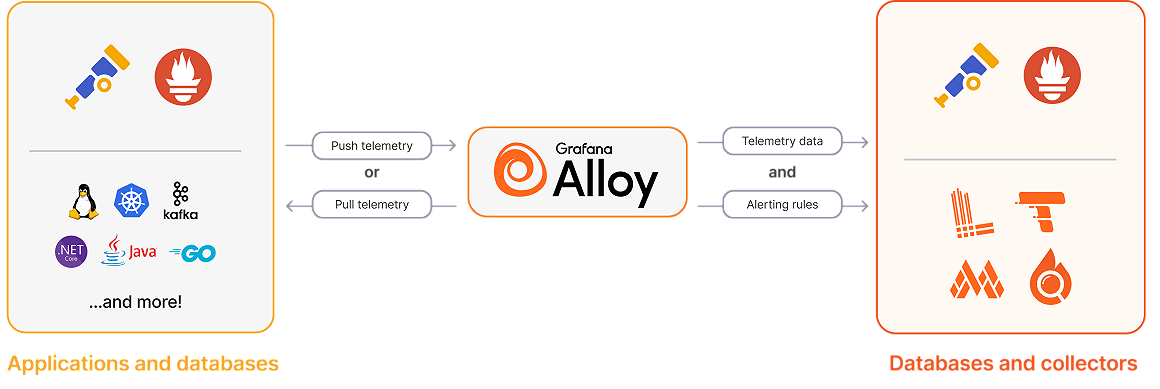 kafka
.NET
Core
Java
GO
...and more!
Applications and databases
Push telemetry
or
Pull telemetry
Grafana
Alloy
Telemetry data
and
Alerting rules
Databases and collectors